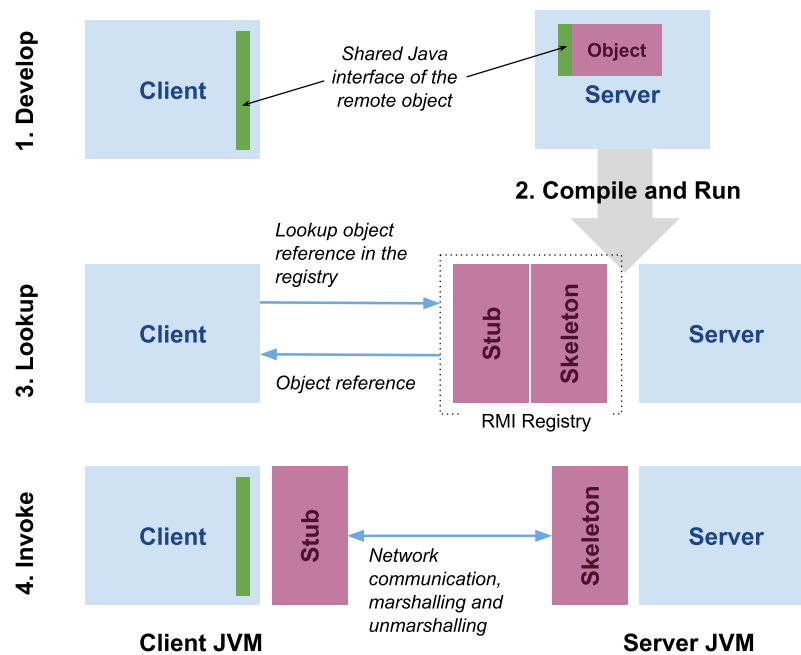 1. Develop
Client
Shared Java
interface of the
remote object
Object
Server
2. Compile and Run
3. Lookup
Client
Lookup object
reference in the
registry
Object reference
Stub
Skeleton
RMI Registry
Server
4. Invoke
Client
Stub
Network
communication,
marshalling and
unmarshalling
Skeleton
Server
Client JVM
Server JVM